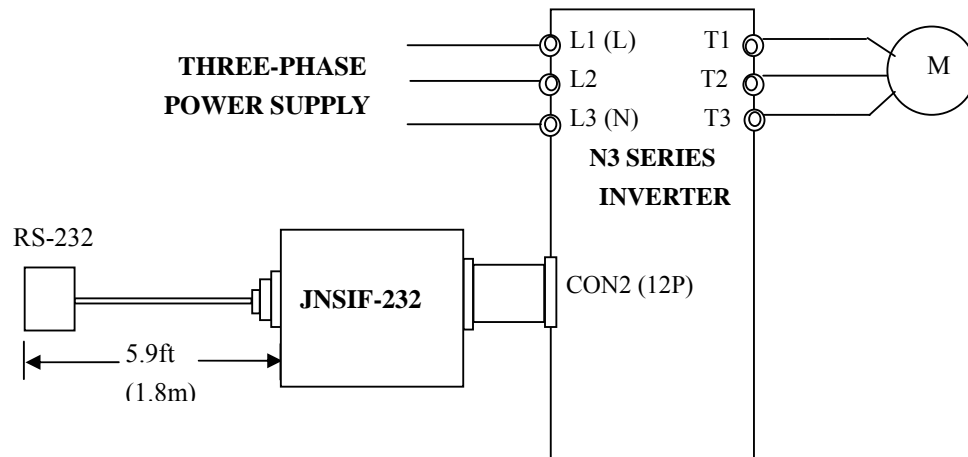 THREE-PHASE
POWER SUPPLY
L1 (L)
L2
L3 (N)
T1
T2
T3
M
N3 SERIES
INVERTER
RS-232
JNSIF-232
CON2 (12P)
5.9ft
(1.8m)